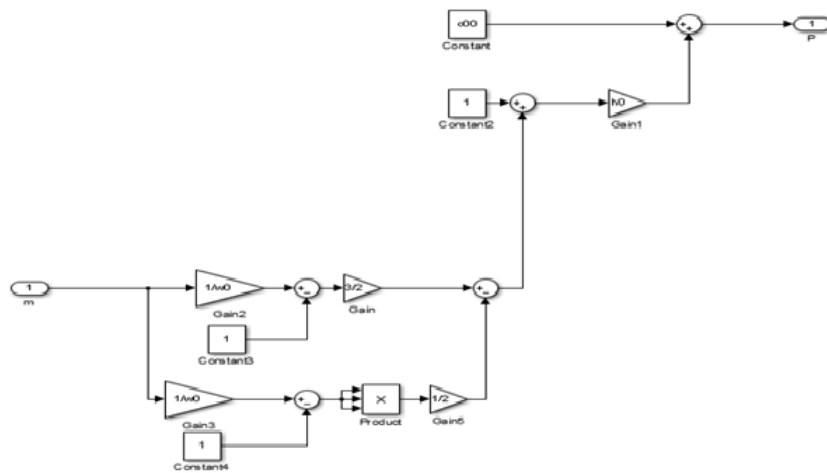 c00
Constant
1
P
1
Constant2
h0
Gain1
1
m
1/w0
Gain2
3/2
Gain
1
Constant3
1/w0
Gain3
X
Product
1/2
Gain5
1
Constant4